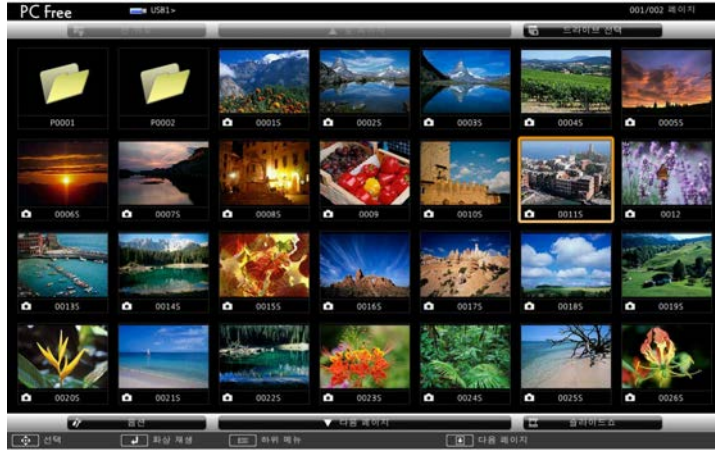 PC Free USB1> 001/002 페이지
드라이브 선택
P0001 P0002 0001S 0002S 0003S 0004S 0005S
0006S 0007S 0008S 0009 0010S 0011S 0012
0013S 0014S 0015S 0016S 0017S 0018S 0019S
0020S 0021S 0022S 0023S 0024S 0025S 0026S
옵션 다음 페이지 슬라이드쇼
선택 화상 재생 ESC 하위 메뉴 다음 페이지